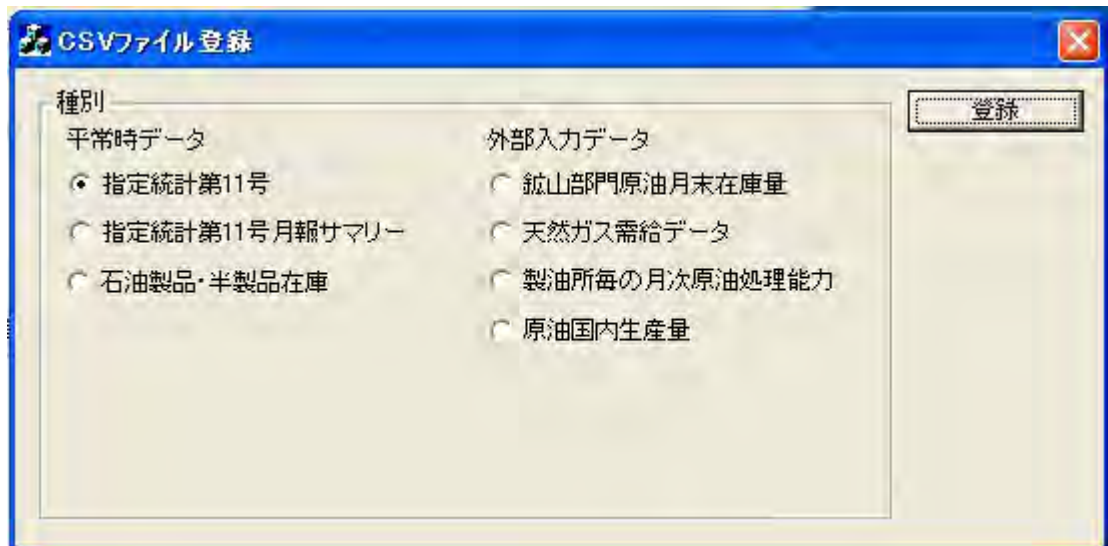 CSVファイル登録
種別
登録
平常時データ
指定統計第11号
指定統計第11号月報サマリー
石油製品・半製品在庫
外部入力データ
鉱山部門原油月末在庫量
天然ガス需給データ
製油所毎の月次原油処理能力
原油国内生産量